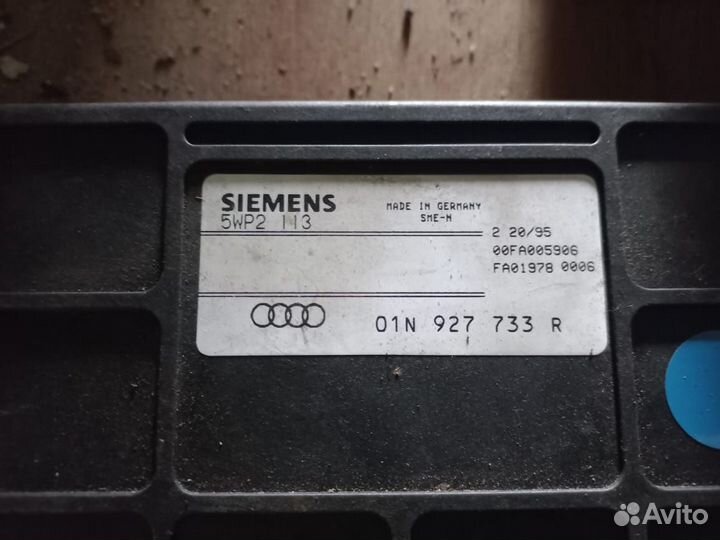 SIEMENS
5WP2 113
MADE IN GERMANY
SME-N
2 20/95
00FA005906
FA01978 0006
01N 927 733 R
Avito